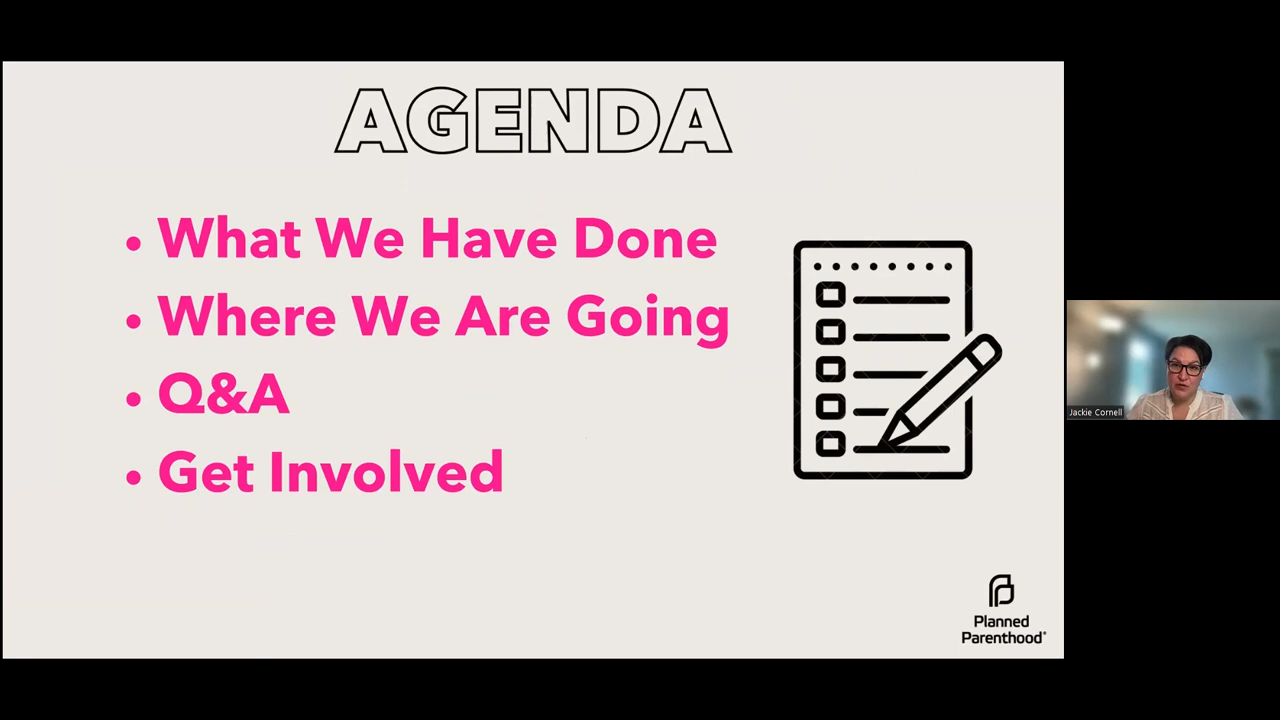 AGENDA
• What We Have Done
• Where We Are Going
• Q&A
• Get Involved
Planned
Parenthood®
Jackie Cornell